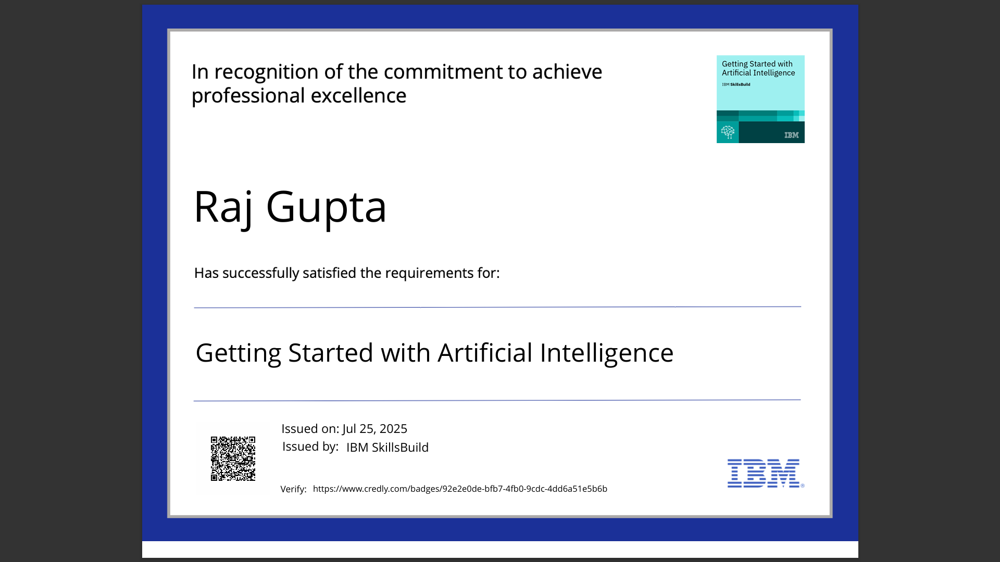 In recognition of the commitment to achieve
professional excellence
Getting Started with
Artificial Intelligence
IBM SkillsBuild
IBM
Raj Gupta
Has successfully satisfied the requirements for:
Getting Started with Artificial Intelligence
Issued on: Jul 25, 2025
Issued by: IBM SkillsBuild
IBM®
Verify: https://www.credly.com/badges/92e2e0de-bfb7-4fb0-9cdc-4dd6a51e5b6b